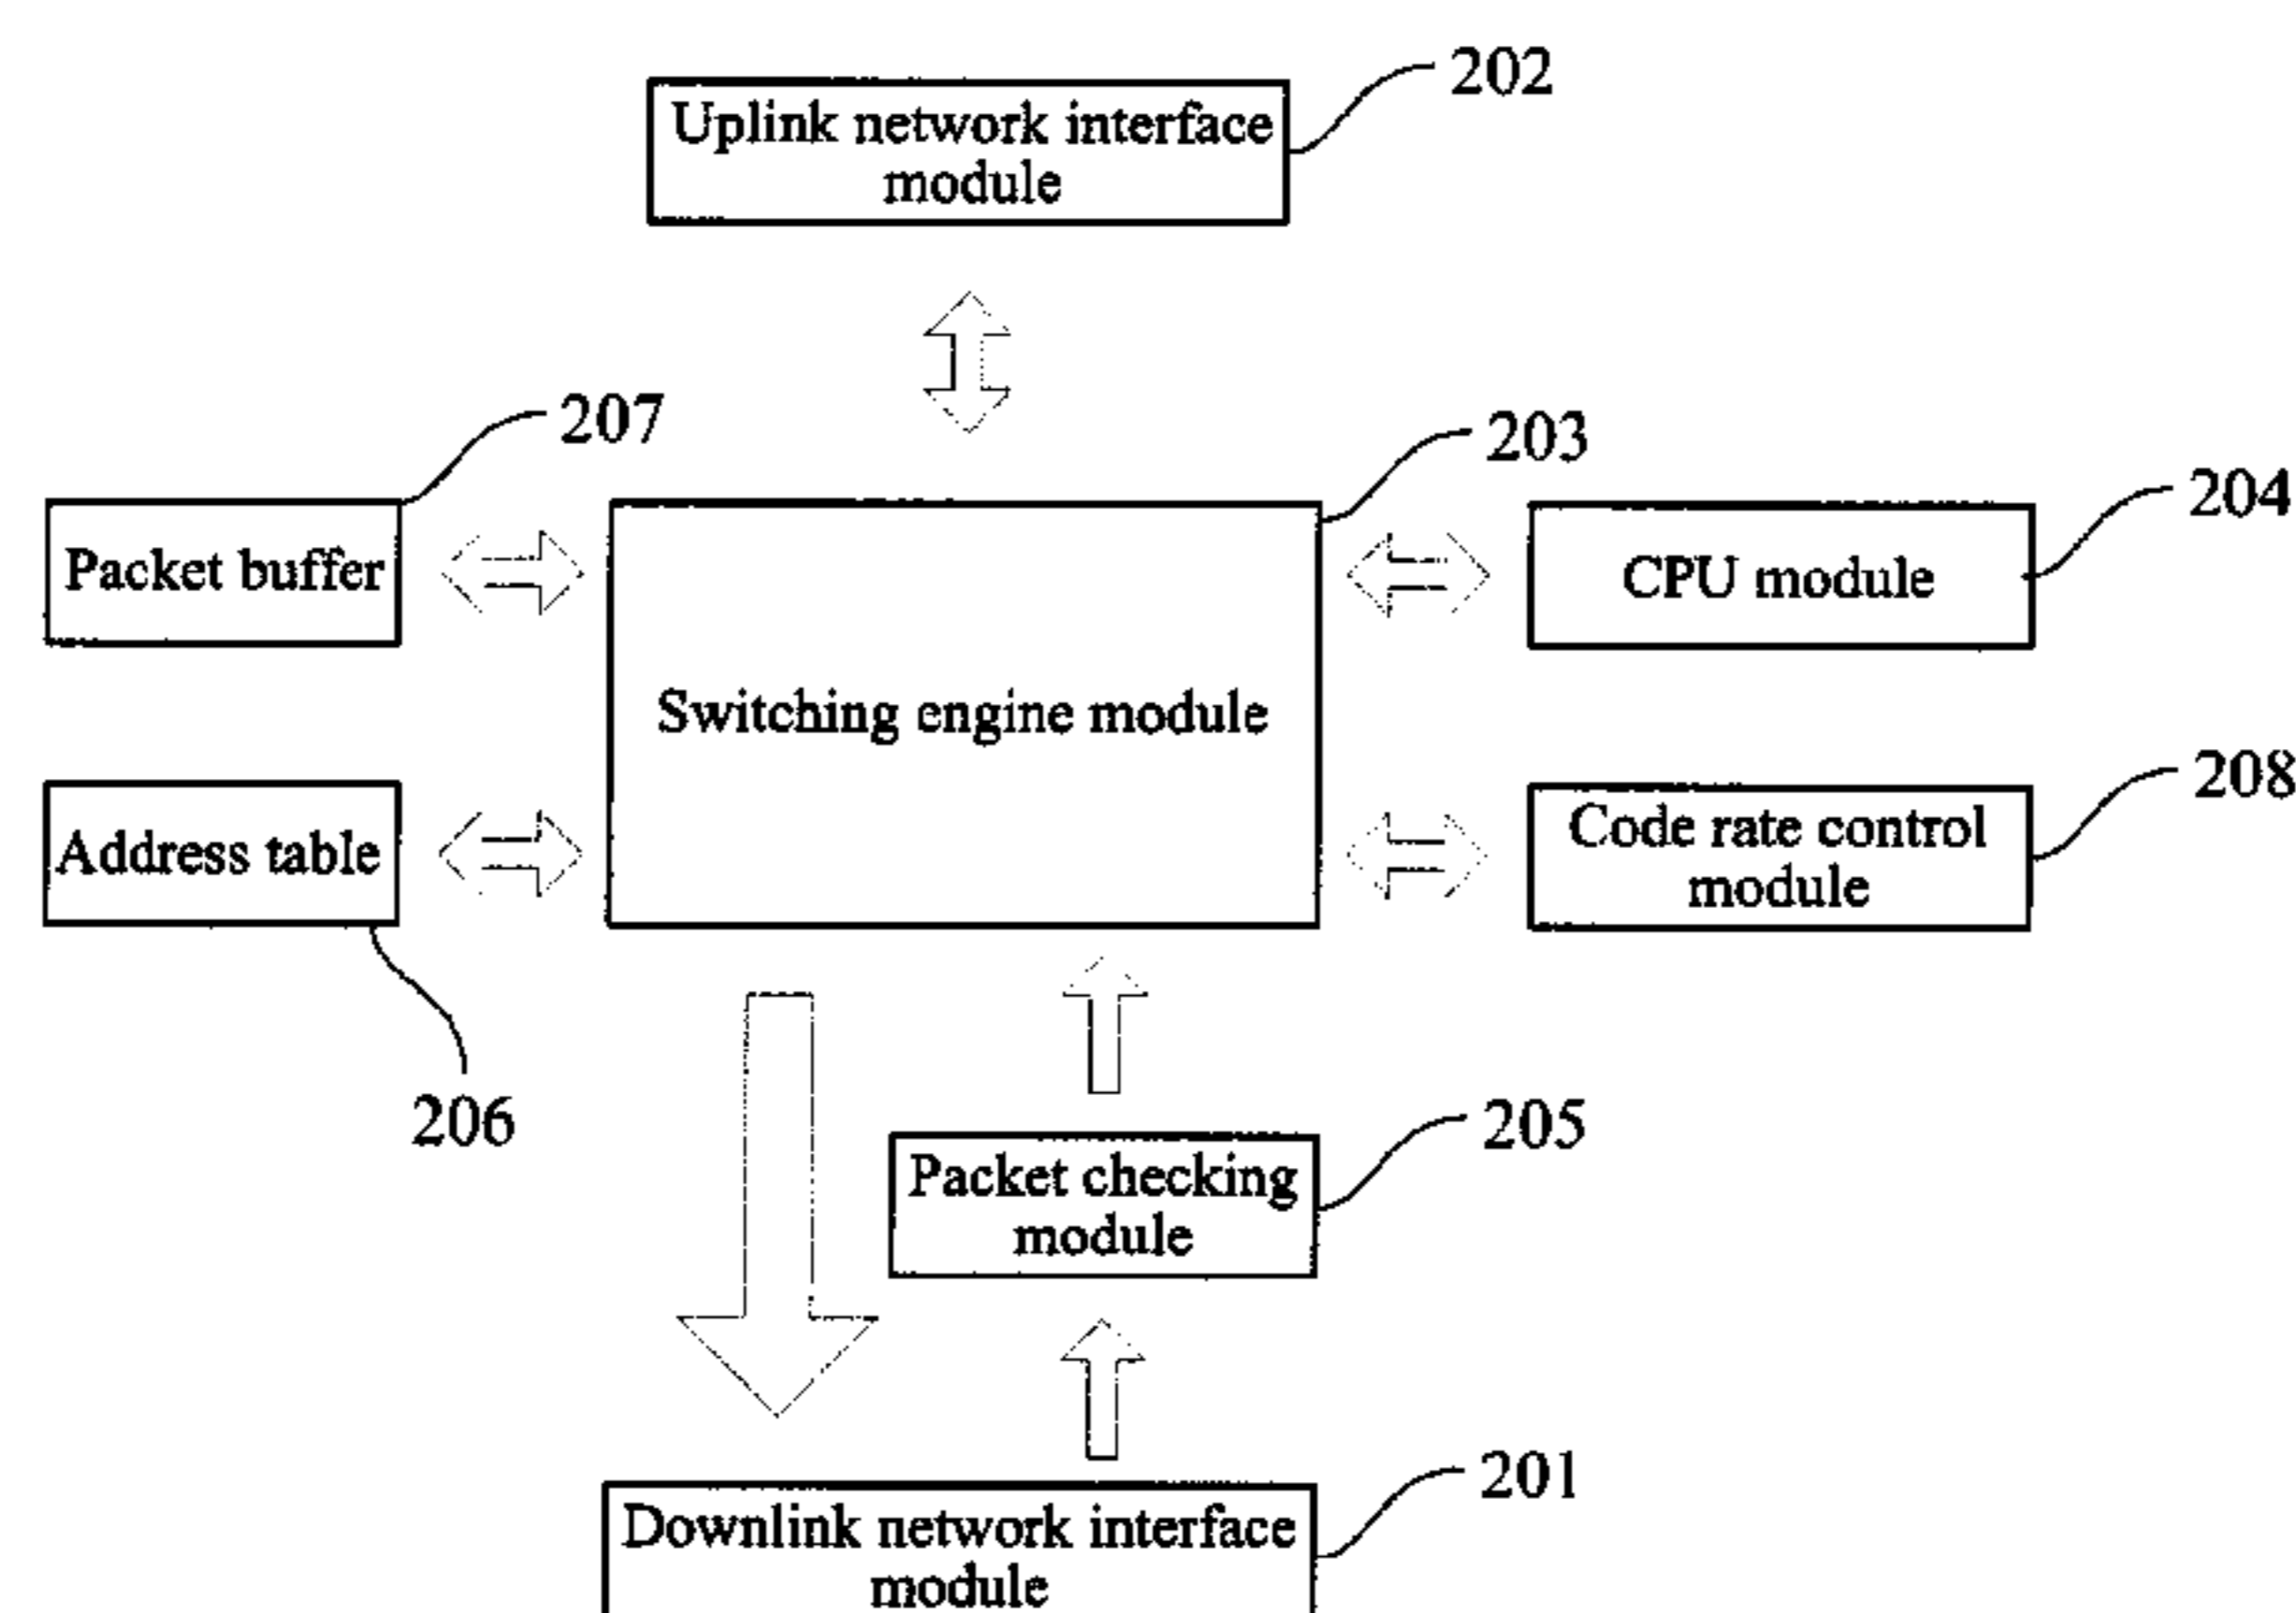 202
Uplink network interface
module
207
203
204
Packet buffer
CPU module
Switching engine module
208
Address table
Code rate control
module
206
205
Packet checking
module
201
Downlink network interface
module